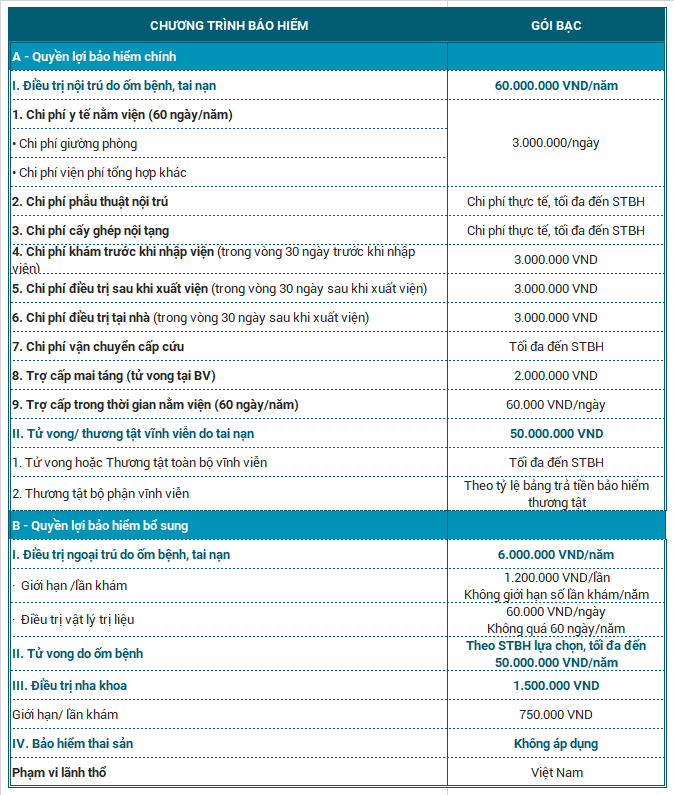 CHƯƠNG TRÌNH BẢO HIỂM
GÓI BẠC
A - Quyền lợi bảo hiểm chính
I. Điều trị nội trú do ốm bệnh, tai nạn
60.000.000 VND/năm
1. Chi phí y tế nằm viện (60 ngày/năm)
• Chi phí giường phòng
3.000.000/ngày
• Chi phí viện phí tổng hợp khác
2. Chi phí phẫu thuật nội trú
Chi phí thực tế, tối đa đến STBH
3. Chi phí cấy ghép nội tạng
Chi phí thực tế, tối đa đến STBH
4. Chi phí khám trước khi nhập viện (trong vòng 30 ngày trước khi nhập
viện)
3.000.000 VND
5. Chi phí điều trị sau khi xuất viện (trong vòng 30 ngày sau khi xuất viện)
3.000.000 VND
6. Chi phí điều trị tại nhà (trong vòng 30 ngày sau khi xuất viện)
3.000.000 VND
7. Chi phí vận chuyển cấp cứu
Tối đa đến STBH
8. Trợ cấp mai táng (tử vong tại BV)
2.000.000 VND
9. Trợ cấp trong thời gian nằm viện (60 ngày/năm)
60.000 VND/ngày
II. Tử vong/ thương tật vĩnh viễn do tai nạn
50.000.000 VND
1. Tử vong hoặc Thương tật toàn bộ vĩnh viễn
Tối đa đến STBH
2. Thương tật bộ phận vĩnh viễn
Theo tỷ lệ bảng trả tiền bảo hiểm
thương tật
B - Quyền lợi bảo hiểm bổ sung
I. Điều trị ngoại trú do ốm bệnh, tai nạn
6.000.000 VND/năm
· Giới hạn /lần khám
1.200.000 VND/lần
Không giới hạn số lần khám/năm
· Điều trị vật lý trị liệu
60.000 VND/ngày
Không quá 60 ngày/năm
II. Tử vong do ốm bệnh
Theo STBH lựa chọn, tối đa đến
50.000.000 VND/năm
III. Điều trị nha khoa
1.500.000 VND
Giới hạn/ lần khám
750.000 VND
IV. Bảo hiểm thai sản
Không áp dụng
Phạm vi lãnh thổ
Việt Nam